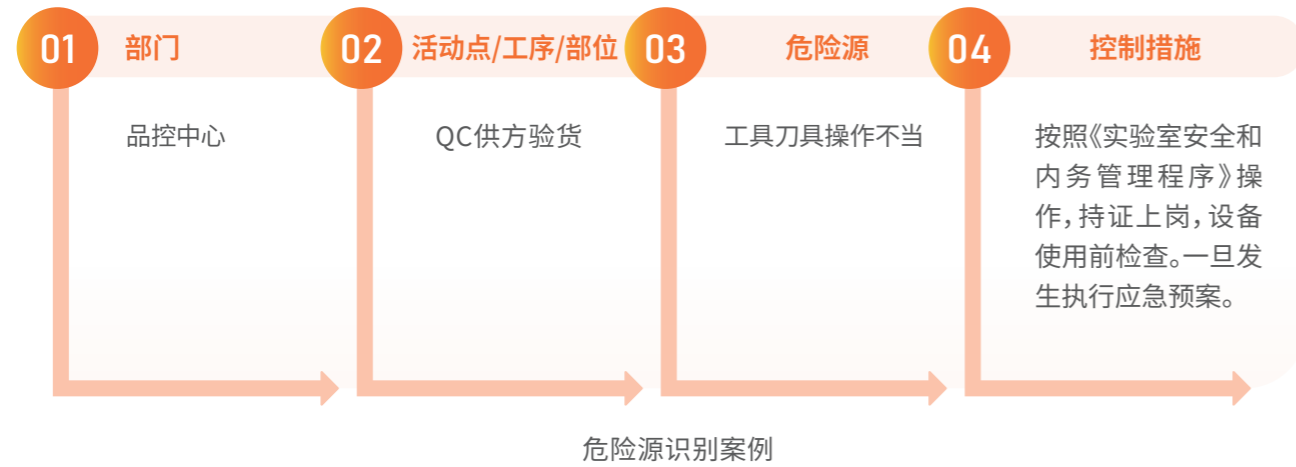 01 部门
02 活动点/工序/部位
03 危险源
04 控制措施
品控中心
QC供方验货
工具刀具操作不当
按照《实验室安全和
内务管理程序》操
作，持证上岗，设备
使用前检查。一旦发
生执行应急预案。
危险源识别案例